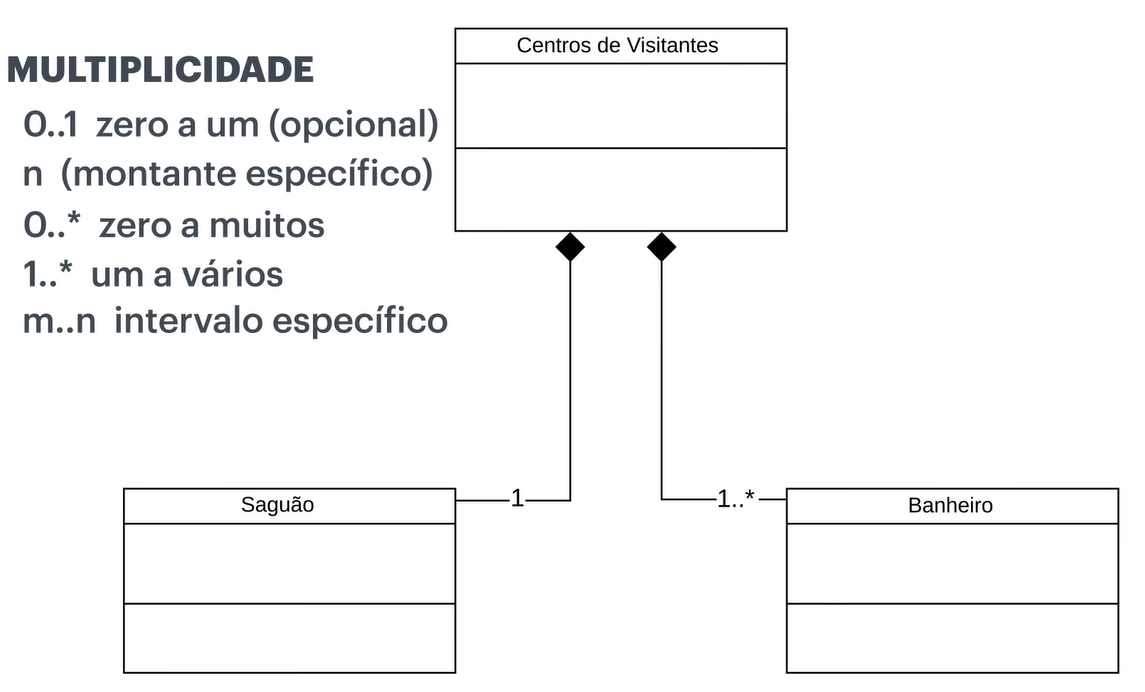 Centros de Visitantes
MULTIPLICIDADE
0..1 zero a um (opcional)
n (montante específico)
0..* zero a muitos
1..* um a vários
m..n intervalo específico
Saguão
1
1..*
Banheiro